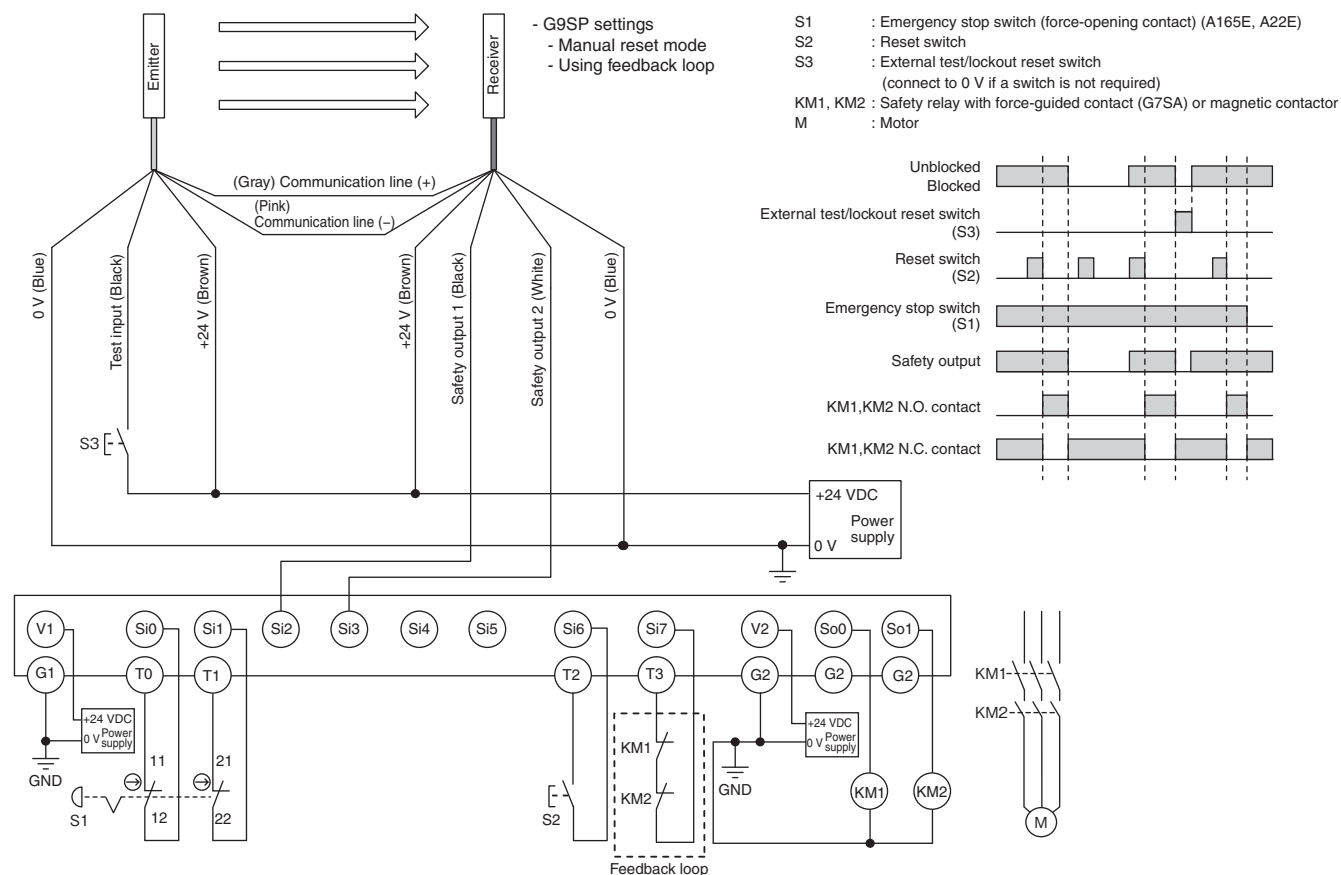 Emitter
Receiver
- G9SP settings
- Manual reset mode
- Using feedback loop
S1 : Emergency stop switch (force-opening contact) (A165E, A22E)
S2 : Reset switch
S3 : External test/lockout reset switch
(connect to 0 V if a switch is not required)
KM1, KM2 : Safety relay with force-guided contact (G7SA) or magnetic contactor
M : Motor
(Gray) Communication line (+)
(Pink)
Communication line (−)
0 V (Blue)
Test input (Black)
+24 V (Brown)
+24 V (Brown)
Safety output 1 (Black)
Safety output 2 (White)
0 V (Blue)
Unblocked
Blocked
External test/lockout reset switch
(S3)
Reset switch
(S2)
Emergency stop switch
(S1)
Safety output
KM1,KM2 N.O. contact
KM1,KM2 N.C. contact
S3
+24 VDC
Power
supply
0 V
V1
Si0
Si1
Si2
Si3
Si4
Si5
Si6
Si7
V2
So0
So1
G1
T0
T1
T2
T3
G2
G2
G2
+24 VDC
0 V
Power
supply
GND
11
21
S1
12
22
S2
KM1
KM2
Feedback loop
+24 VDC
0 V
Power
supply
GND
KM1
KM2
KM1
KM2
M